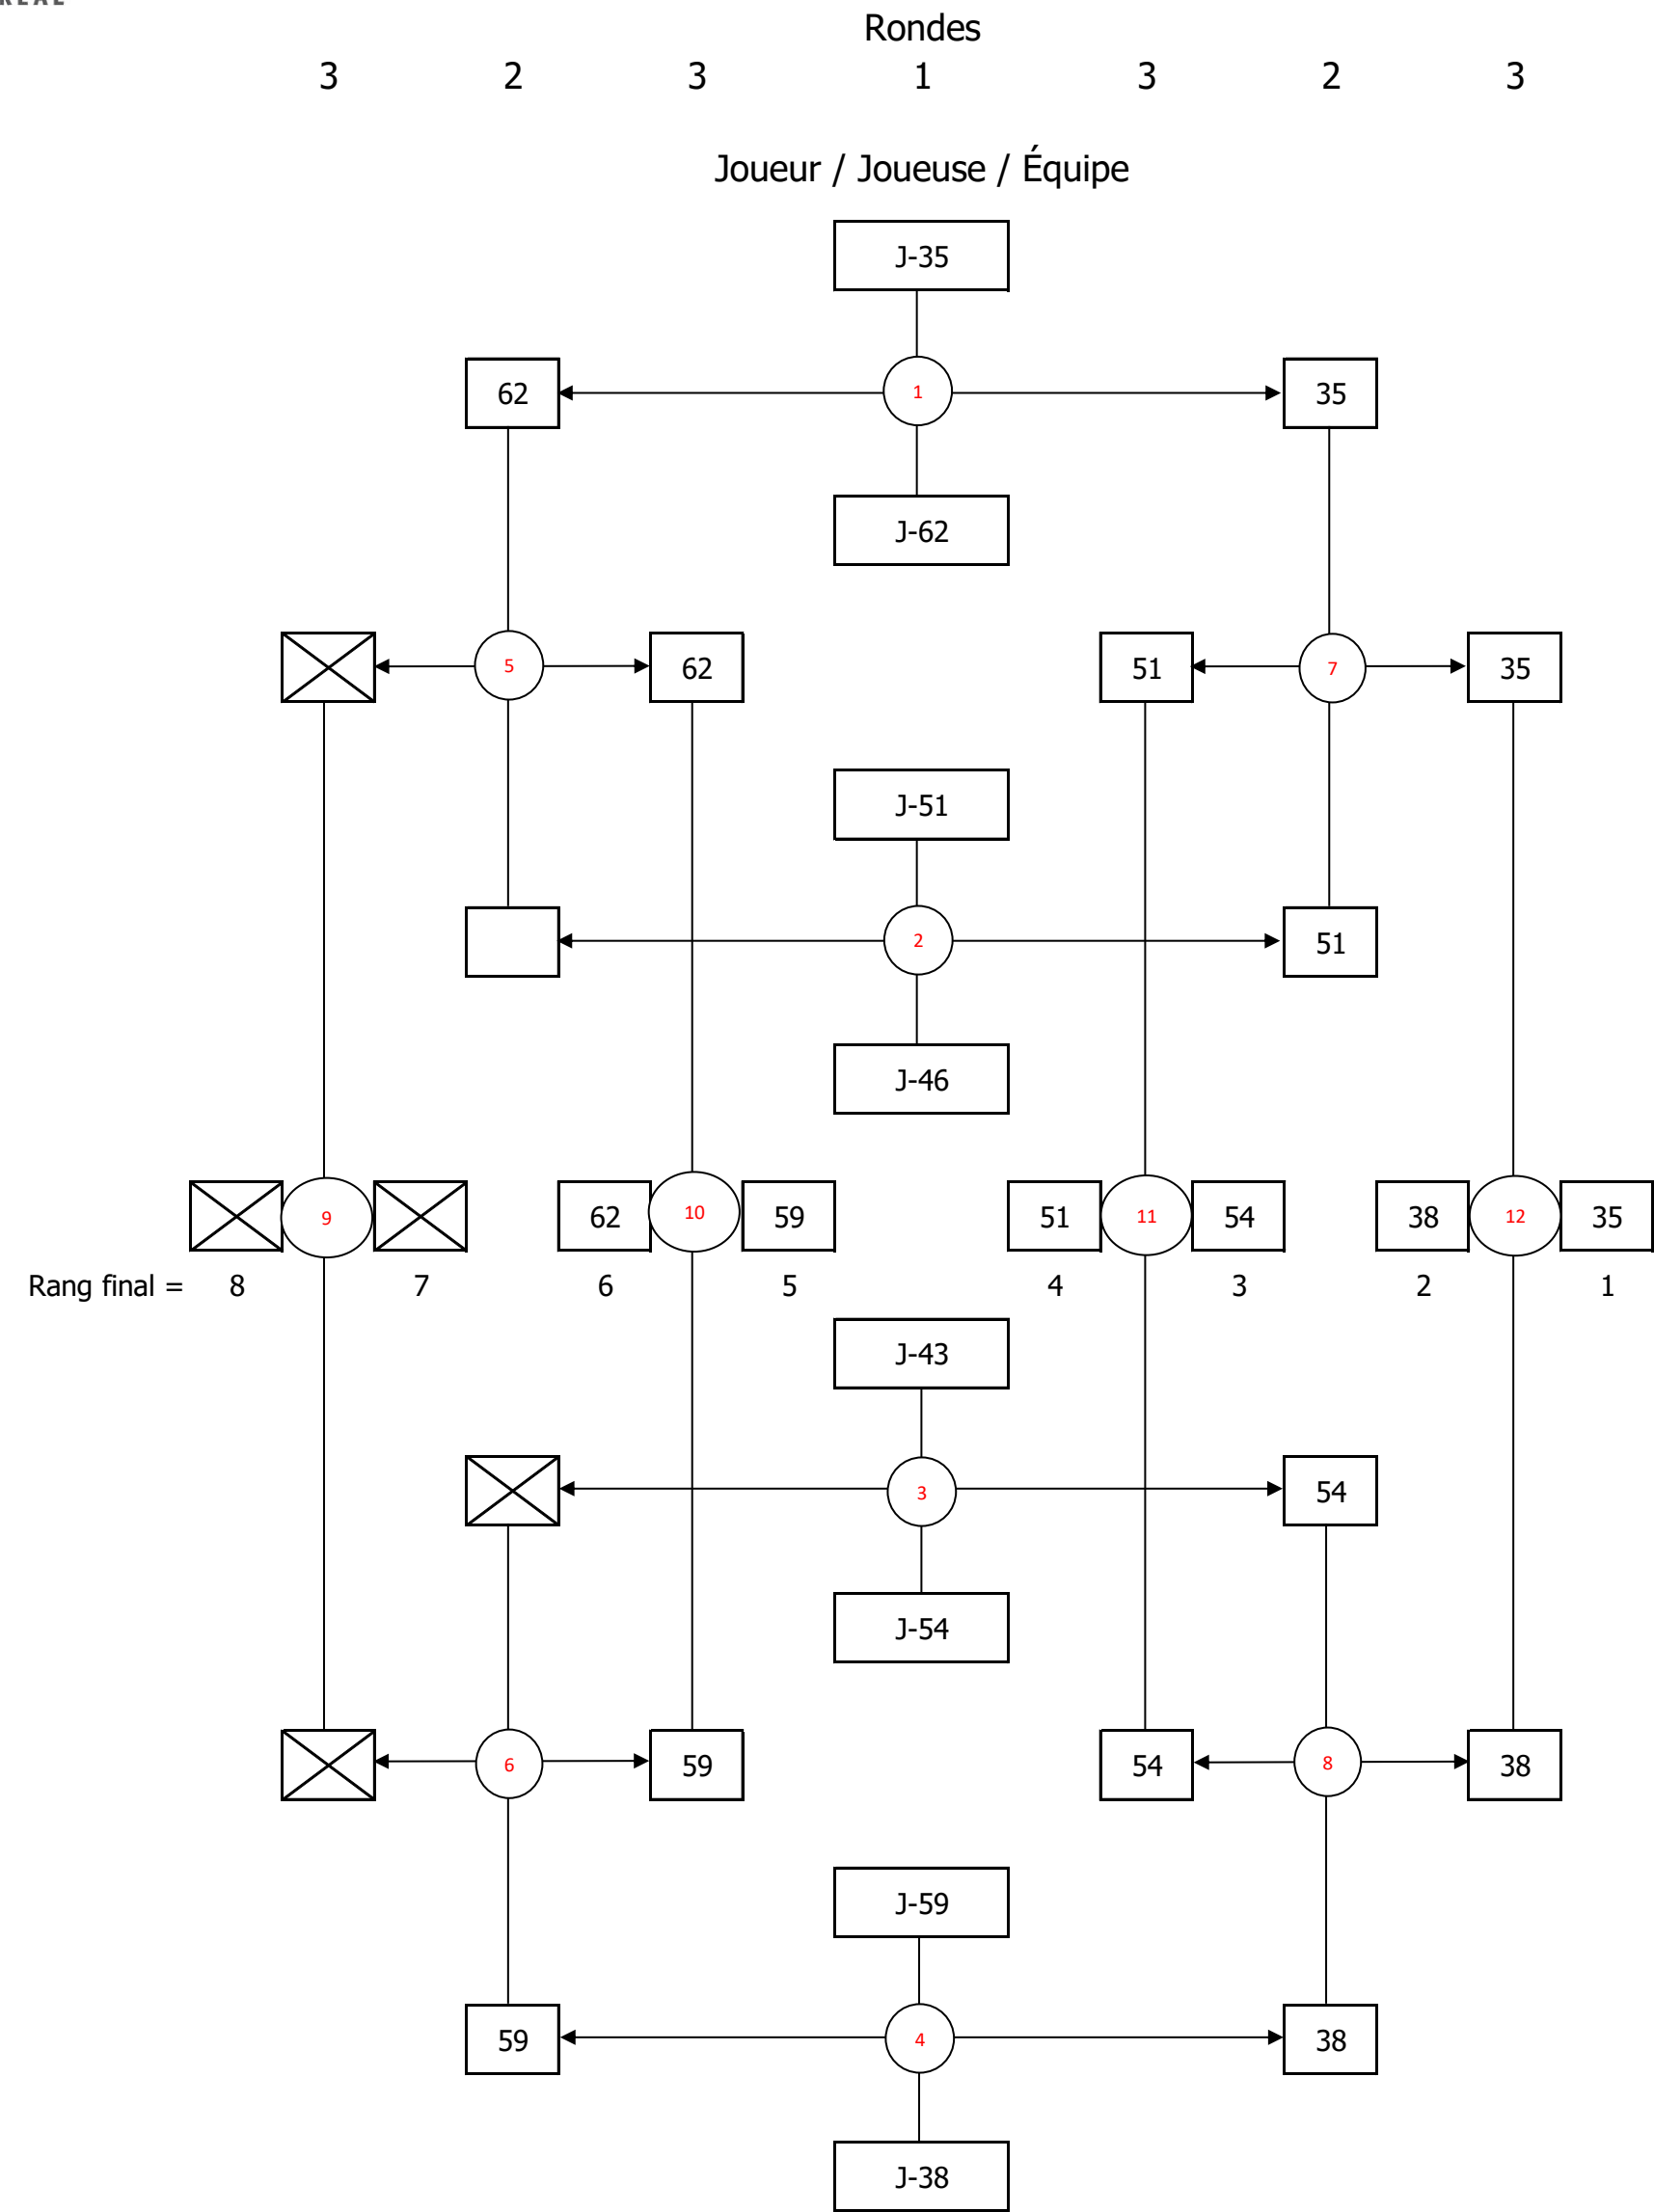 Rondes
3 2 3 1 3 2 3
Joueur / Joueuse / Équipe
J-35
62 1 35
J-62
5 62 51 7 35
J-51
2 51
J-46
9 62 10 59 51 11 54 38 12 35
Rang final = 8 7 6 5 4 3 2 1
J-43
3 54
J-54
6 59 54 8 38
J-59
59 4 38
J-38